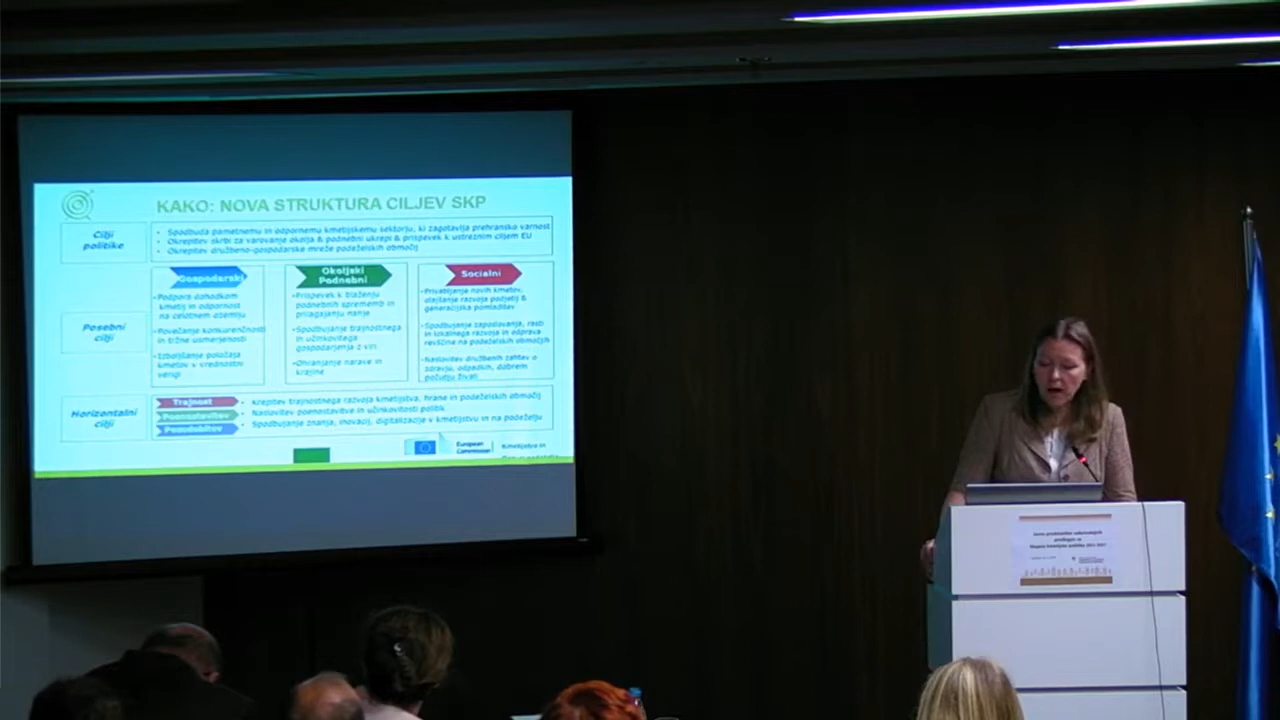 KAKO: NOVA STRUKTURA CILJEV SKP
Cilji
politike
• Spodbuda pametnemu in odpornemu kmetijskemu sektorju, ki zagotavlja prehransko varnost
• Okrepitev skrbi za varovanje okolja & podnebni ukrepi & prispevek k ustreznim ciljem EU
• Okrepitev družbeno-gospodarske mreže podeželskih območij
Posebni
cilji
Gospodarski
•Podpora dohodkom
kmetij in odpornost
na celotnem ozemlju
•Povečanje konkurenčnosti
in tržne usmerjenosti
•Izboljšanje položaja
kmetov v vrednostni
verigi
Okoljski
Podnebni
•Prispevek k blaženju
podnebnih sprememb in
prilagajanju nanje
•Spodbujanje trajnostnega
in učinkovitega
gospodarjenja z viri
•Ohranjanje narave in
krajine
Socialni
•Privabljanje novih kmetov,
olajšanje razvoja podjetij &
generacijska pomladitev
•Spodbujanje zaposlovanja, rasti
in lokalnega razvoja in odprava
revščine na podeželskih območjih
•Naslovitev družbenih zahtev o
zdravju, odpadkih, dobrem
počutju živali
Horizontalni
cilji
Trajnost
• krepitev trajnostnega razvoja kmetijstva, hrane in podeželskih območij
Poenostavitev
• Naslovitev poenostavitve in učinkovitosti politik
Posodobitev
• Spodbujanje znanja, inovacij, digitalizacije v kmetijstvu in na podeželju
European
Commission
Kmetijstvo in